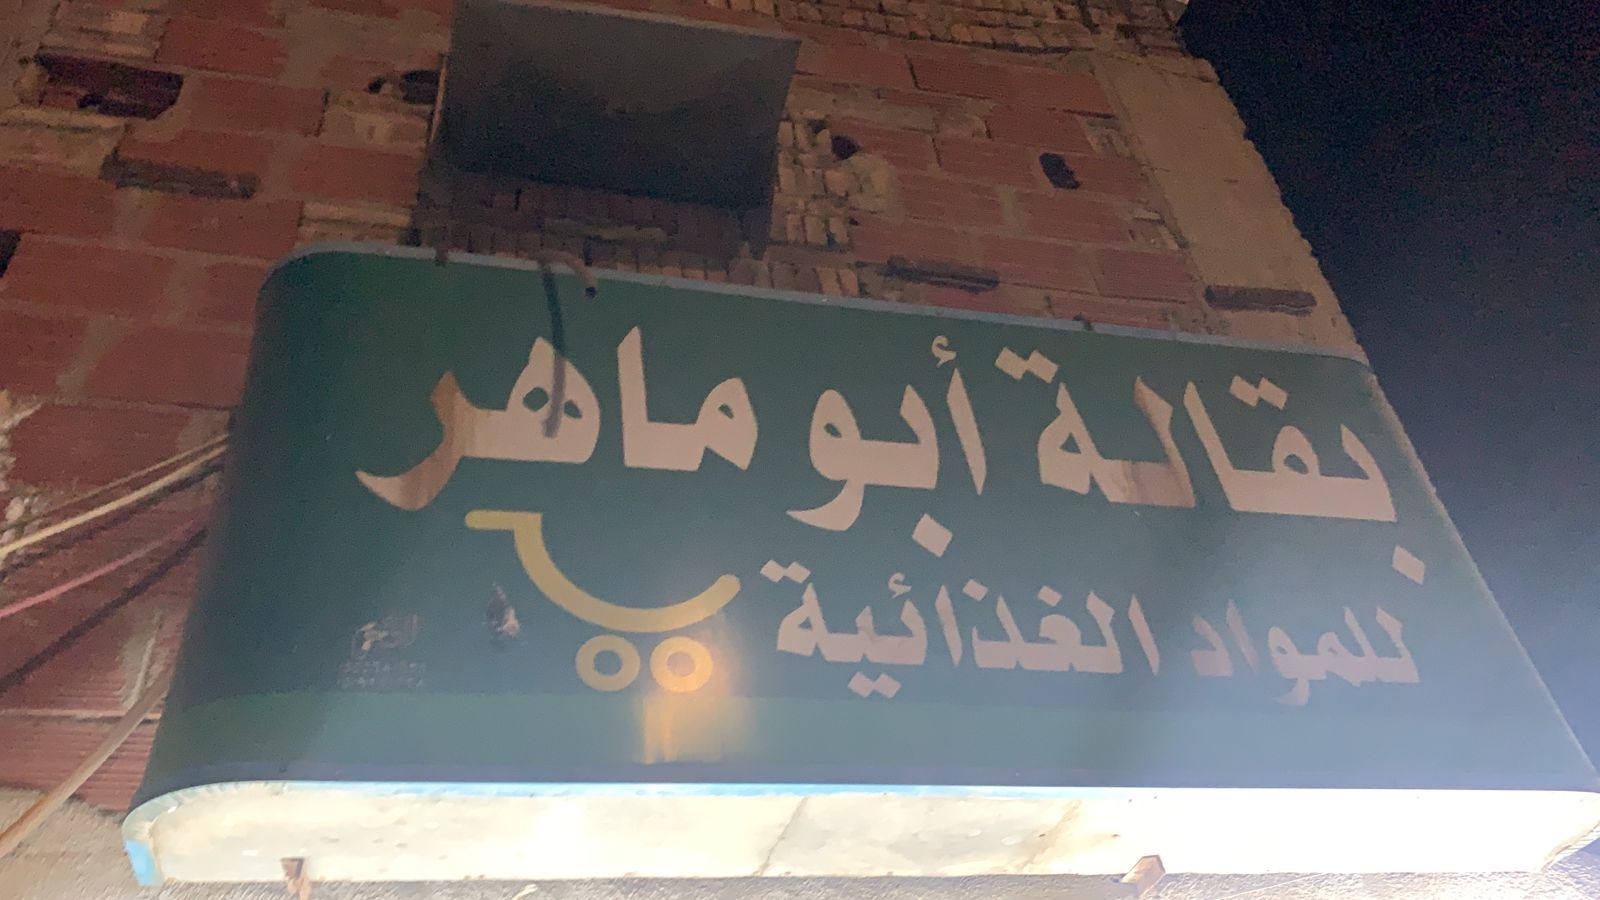 بقالة أبو ماهر
للمواد الغذائية